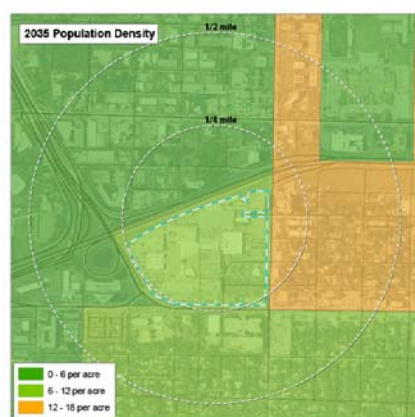 2035 Population Density
1/2 mile
1/4 mile
0 - 6 per acre
6 - 12 per acre
12 - 18 per acre